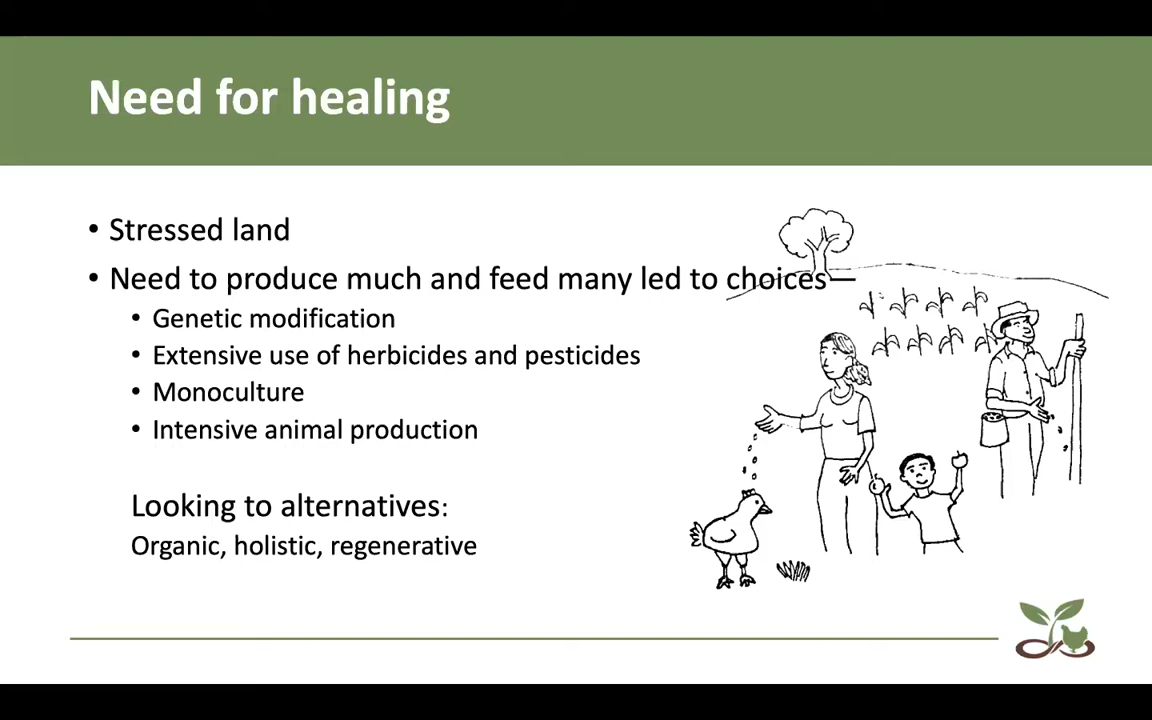 Need for healing
• Stressed land
• Need to produce much and feed many led to choices—
• Genetic modification
• Extensive use of herbicides and pesticides
• Monoculture
• Intensive animal production
Looking to alternatives:
Organic, holistic, regenerative